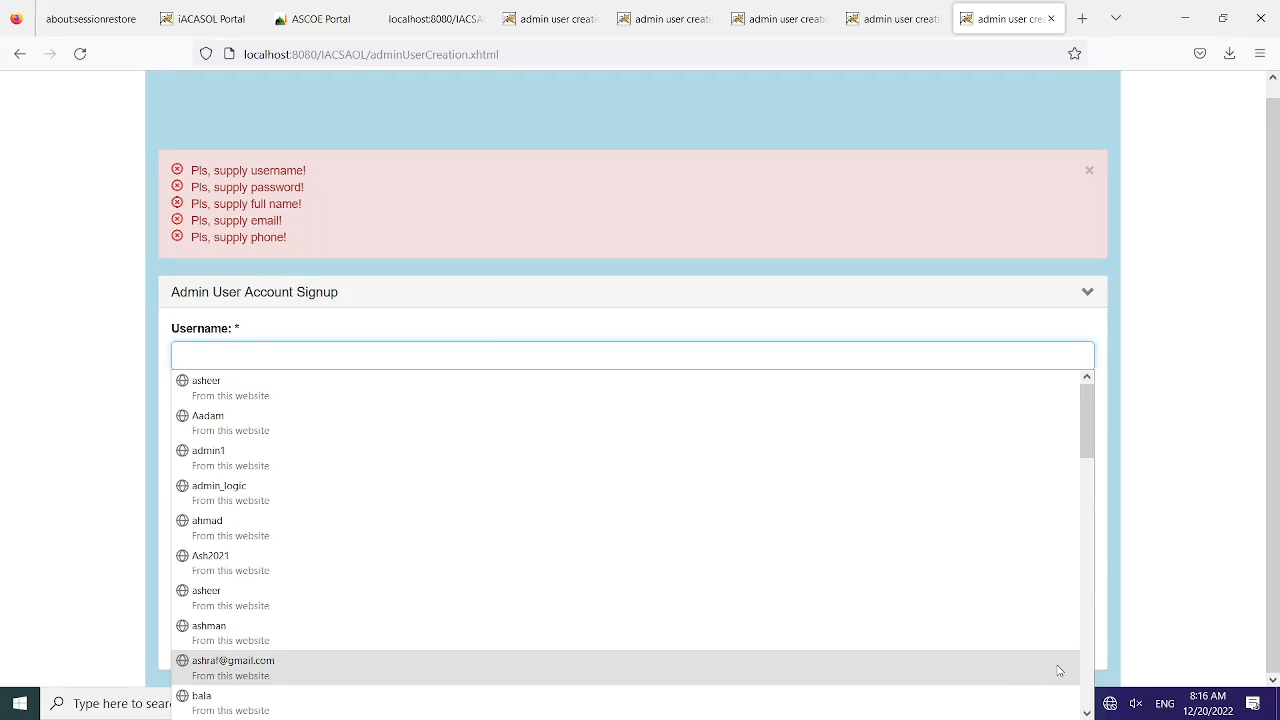 about:sessionrestore
iACASOL Portal
ASCOE Portal
localhost:8080/iACSA
admin user creation
admin user creati
admin user creatio
admin user creati
admin user cre
localhost:8080/IACSAOL/adminUserCreation.xhtml
Pls, supply username!
Pls, supply password!
Pls, supply full name!
Pls, supply email!
Pls, supply phone!
Admin User Account Signup
Username: *
asheer
From this website
Aadam
From this website
admin1
From this website
admin_logic
From this website
ahmad
From this website
Ash2021
From this website
asheer
From this website
ashman
From this website
ashraf@gmail.com
From this website
bala
From this website
Type here to sear
ENG
8:16 AM
12/20/2022